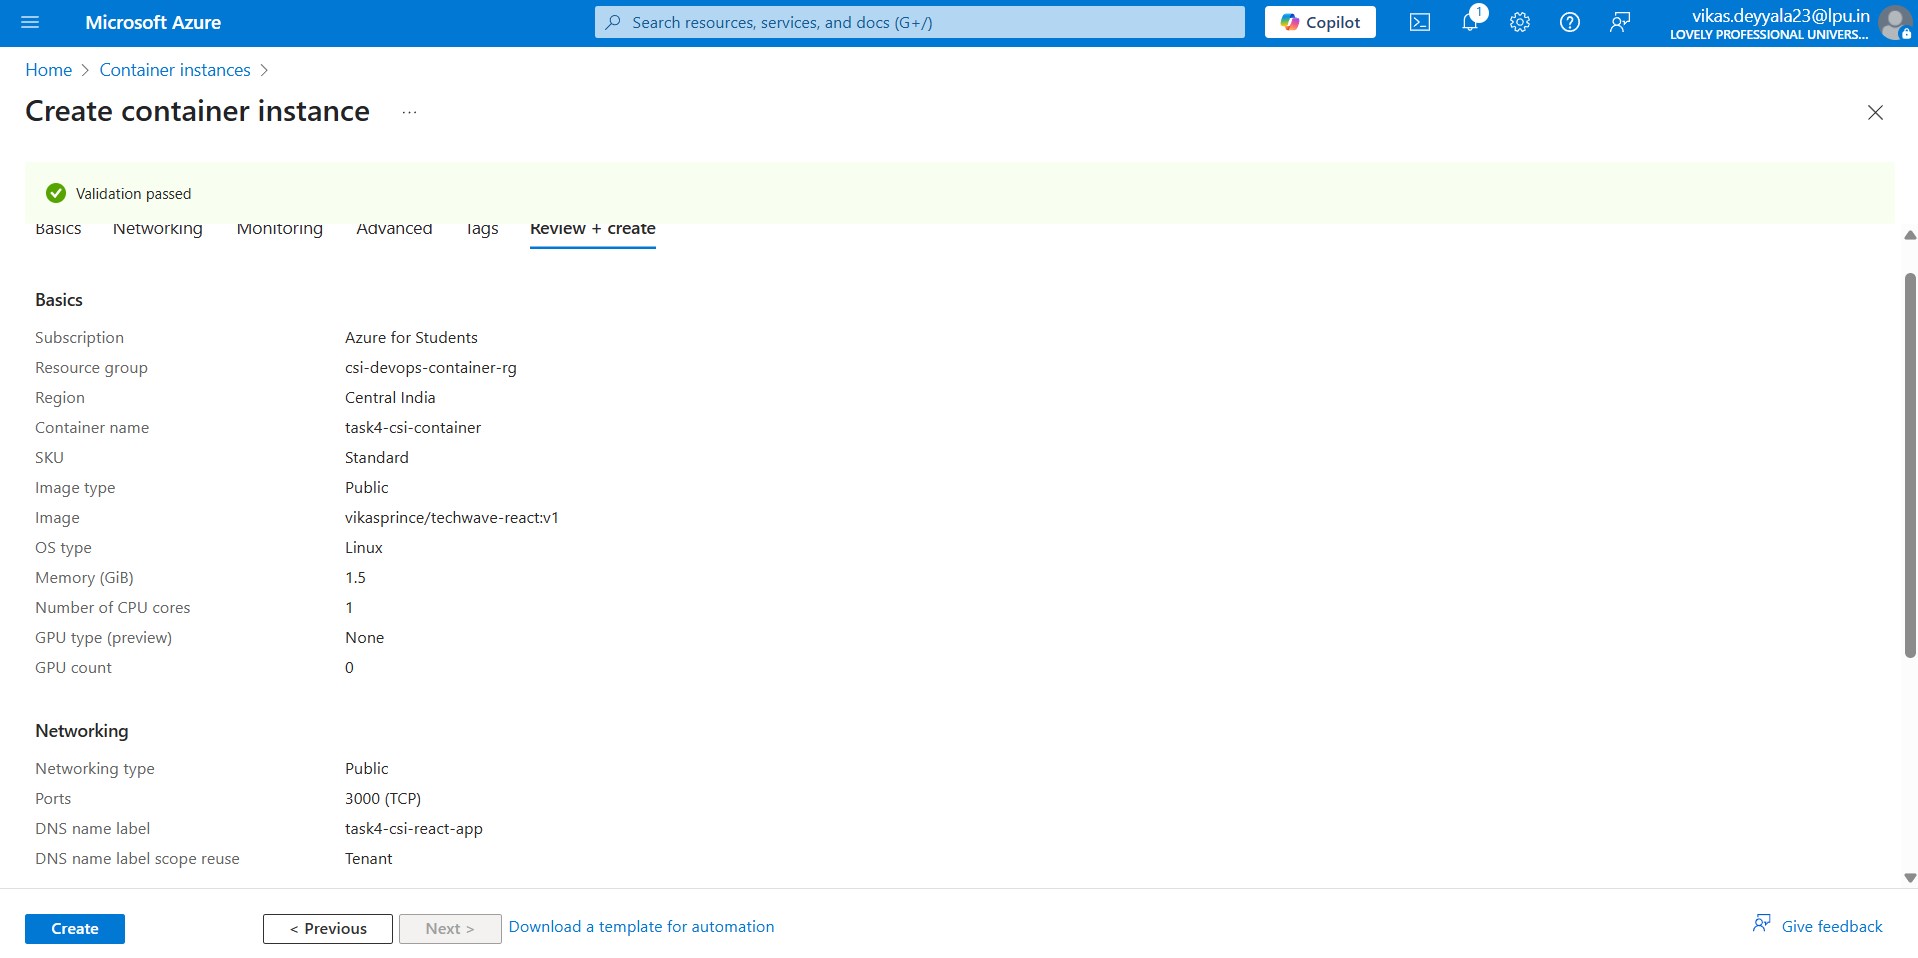 Microsoft Azure
Search resources, services, and docs (G+/)
Copilot
1
vikas.deyyala23@lpu.in
LOVELY PROFESSIONAL UNIVERS...
Home > Container instances >
Create container instance ...
Validation passed
Basics Networking Monitoring Advanced Tags Review + create
Basics
Subscription Azure for Students
Resource group csi-devops-container-rg
Region Central India
Container name task4-csi-container
SKU Standard
Image type Public
Image vikasprince/techwave-react:v1
OS type Linux
Memory (GiB) 1.5
Number of CPU cores 1
GPU type (preview) None
GPU count 0
Networking
Networking type Public
Ports 3000 (TCP)
DNS name label task4-csi-react-app
DNS name label scope reuse Tenant
Create < Previous Next > Download a template for automation Give feedback